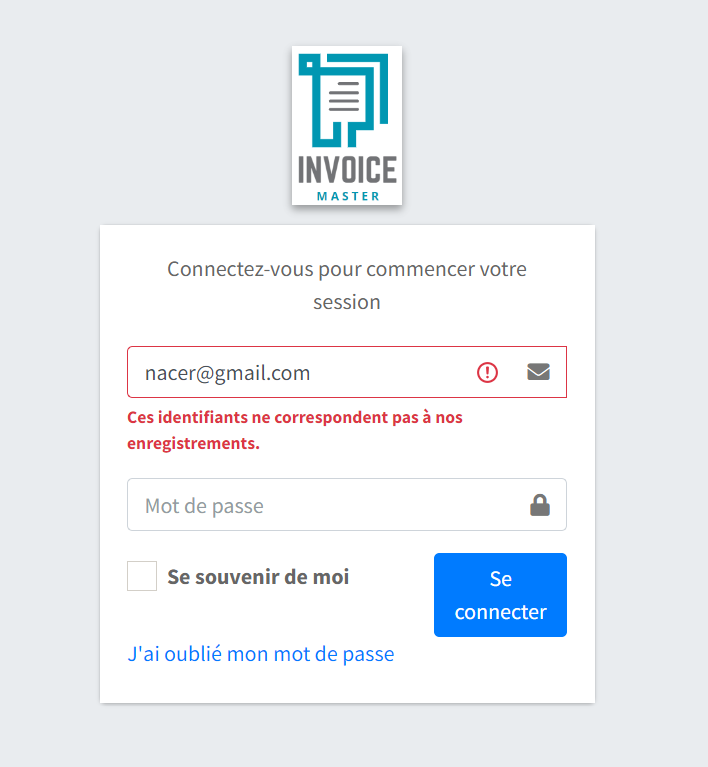 INVOICE
MASTER
Connectez-vous pour commencer votre
session
nacer@gmail.com
Ces identifiants ne correspondent pas à nos
enregistrements.
Mot de passe
Se souvenir de moi
Se
connecter
J'ai oublié mon mot de passe